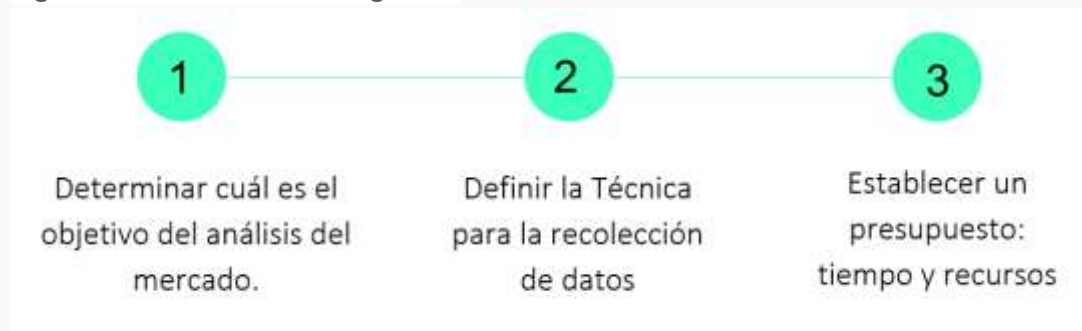 1
Determinar cuál es el
objetivo del análisis del
mercado.
2
Definir la Técnica
para la recolección
de datos
3
Establecer un
presupuesto:
tiempo y recursos